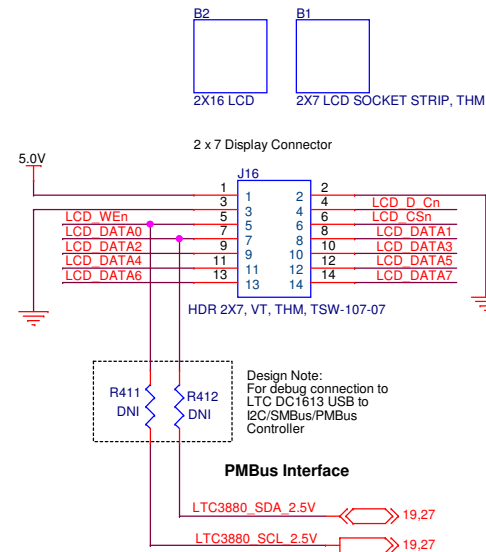 B2 B1
2X16 LCD 2X7 LCD SOCKET STRIP, THM
2 x 7 Display Connector
5.0V
J16
1 1 2 2
3 3 4 4 LCD_D_Cn
LCD_WEn 5 5 6 6 LCD_CSn
LCD_DATA0 7 7 8 8 LCD_DATA1
LCD_DATA2 9 9 10 10 LCD_DATA3
LCD_DATA4 11 11 12 12 LCD_DATA5
LCD_DATA6 13 13 14 14 LCD_DATA7
HDR 2X7, VT, THM, TSW-107-07
R411 DNI
R412 DNI
Design Note:
For debug connection to
LTC DC1613 USB to
I2C/SMBus/PMBus
Controller
PMBus Interface
LTC3880_SDA_2.5V 19,27
LTC3880_SCL_2.5V 19,27